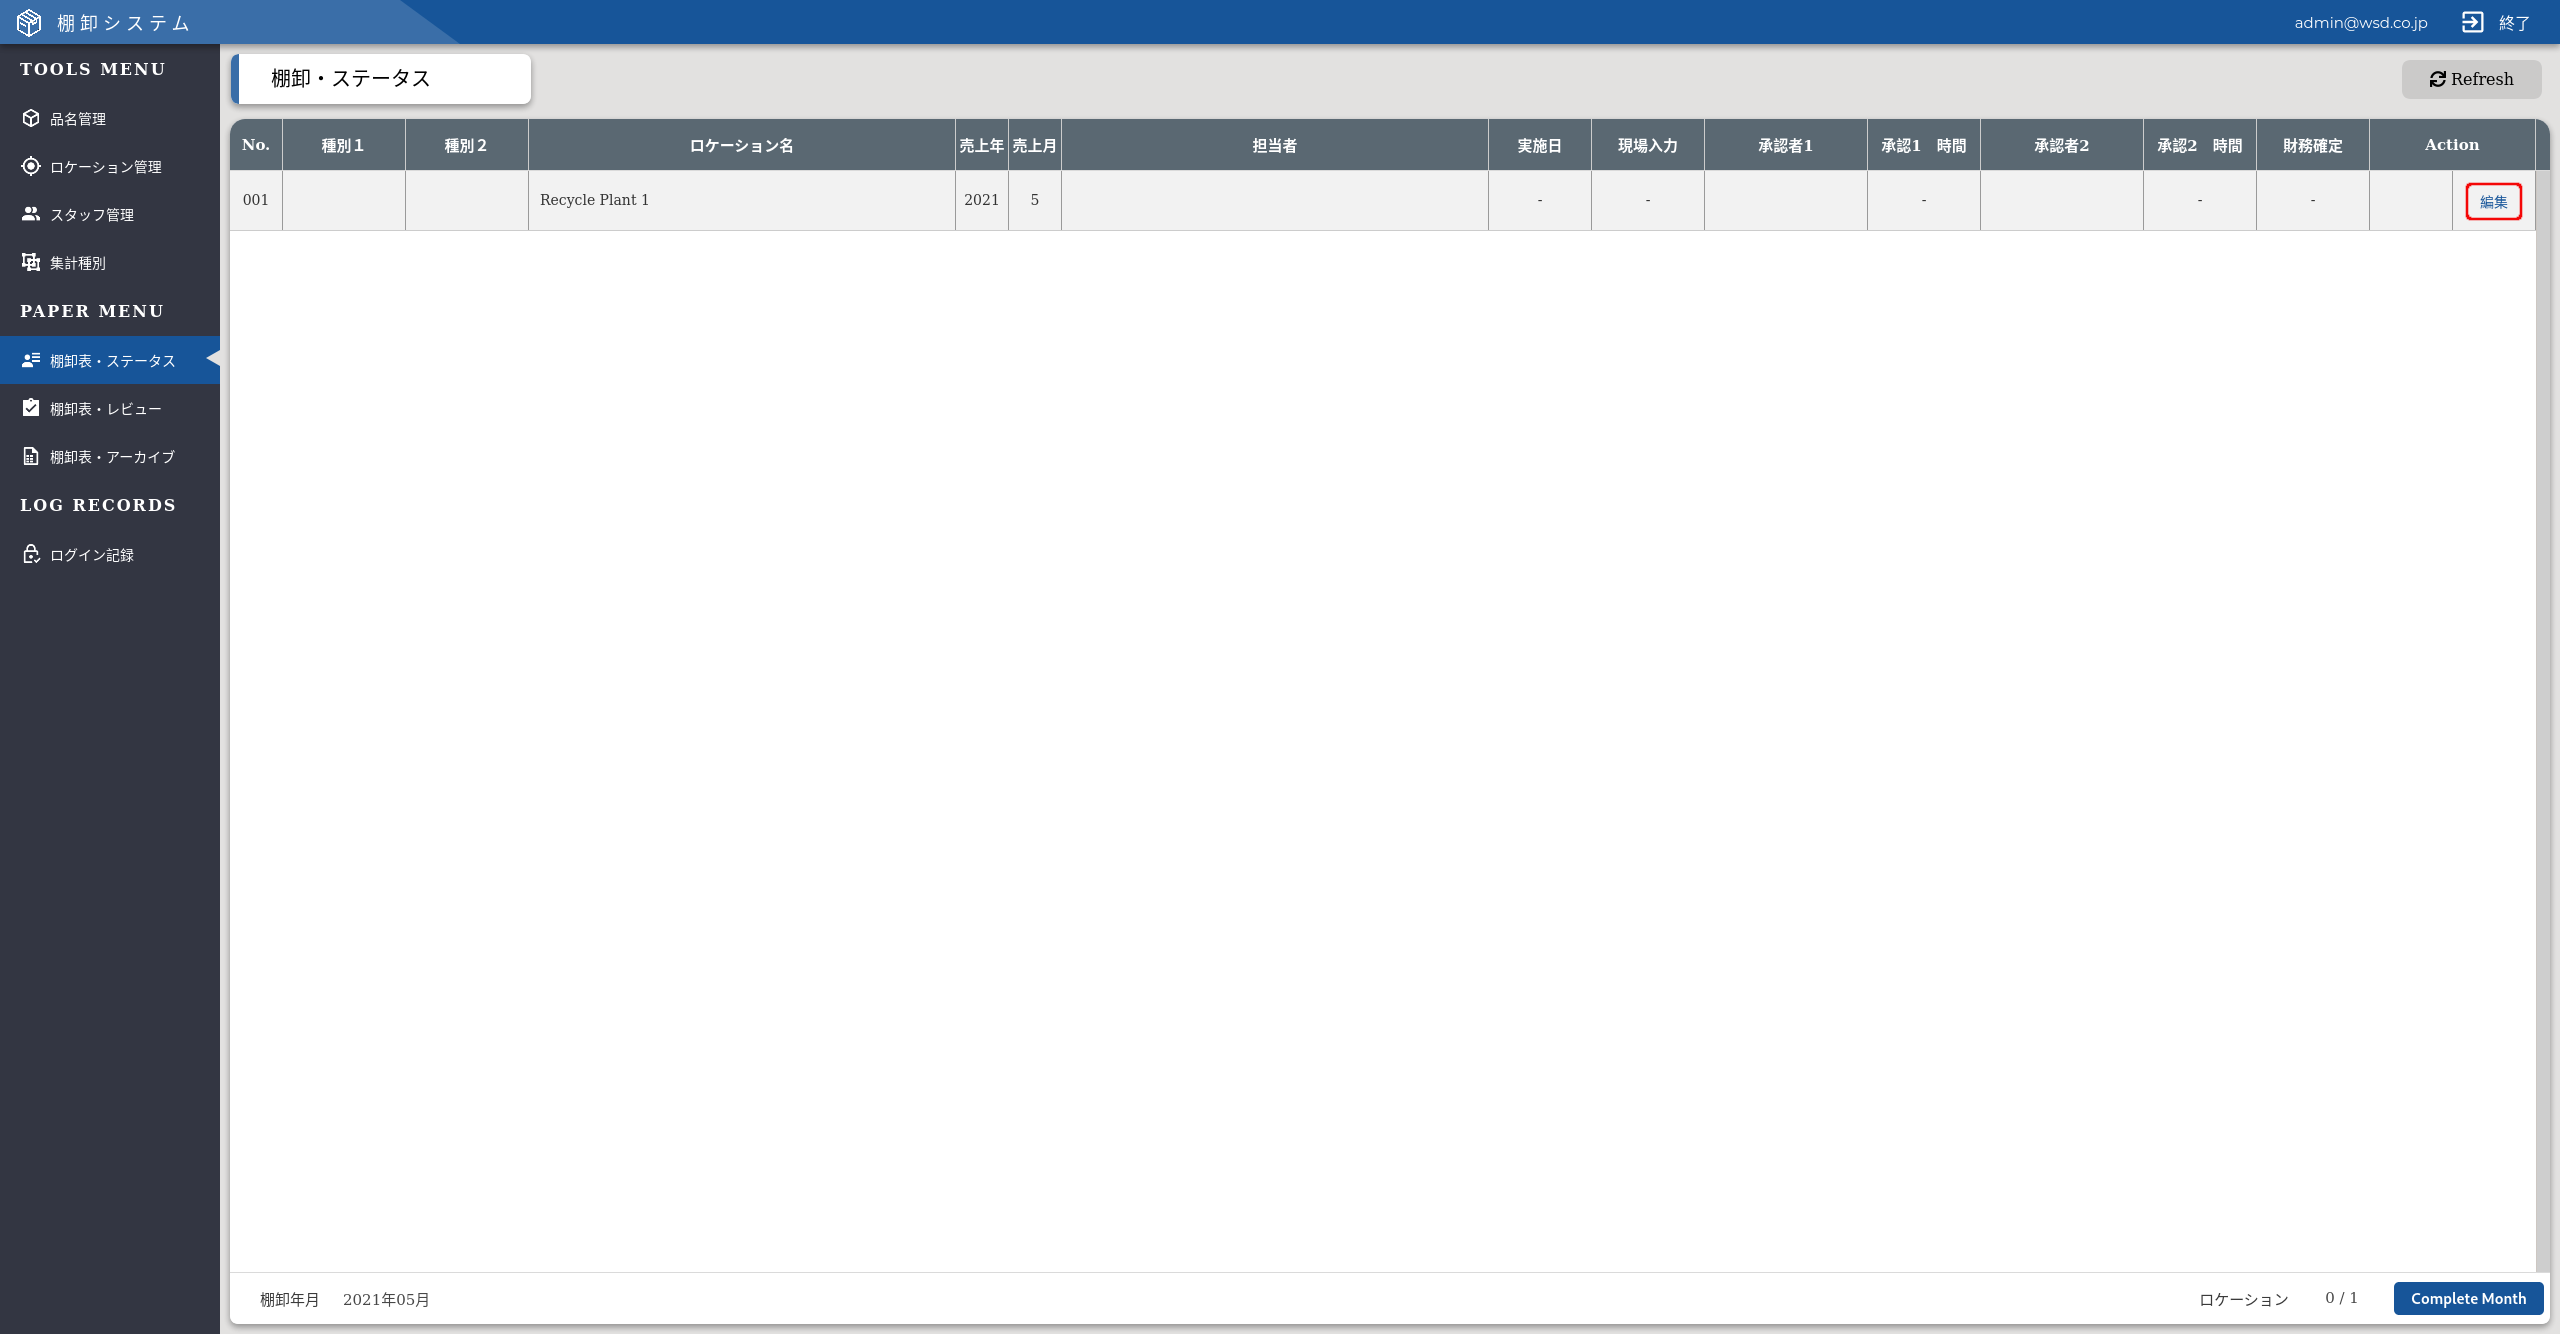 棚卸システム
admin@wsd.co.jp 終了
TOOLS MENU
品名管理
ロケーション管理
スタッフ管理
集計種別
PAPER MENU
棚卸表・ステータス
棚卸表・レビュー
棚卸表・アーカイブ
LOG RECORDS
ログイン記録
棚卸・ステータス
Refresh
No. 種別１ 種別２ ロケーション名 売上年 売上月 担当者 実施日 現場入力 承認者1 承認1　時間 承認者2 承認2　時間 財務確定 Action
001 Recycle Plant 1 2021 5 - - - - - 編集
棚卸年月 2021年05月 ロケーション 0 / 1 Complete Month